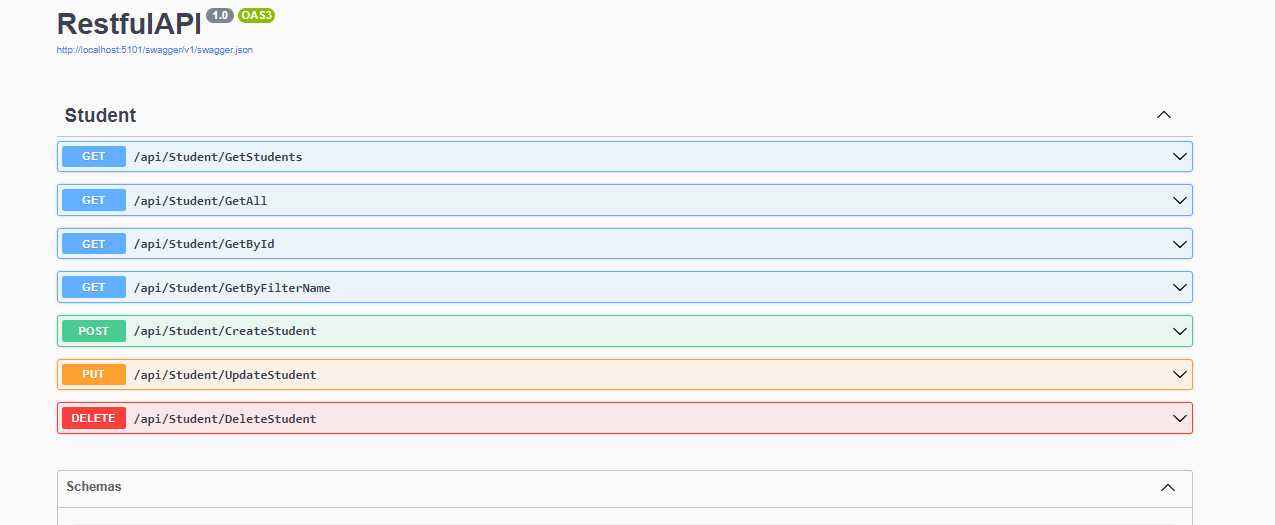 RestfulAPI 1.0 OAS3
http://localhost:5101/swagger/v1/swagger.json
Student
GET /api/Student/GetStudents
GET /api/Student/GetAll
GET /api/Student/GetById
GET /api/Student/GetByFilterName
POST /api/Student/CreateStudent
PUT /api/Student/UpdateStudent
DELETE /api/Student/DeleteStudent
Schemas